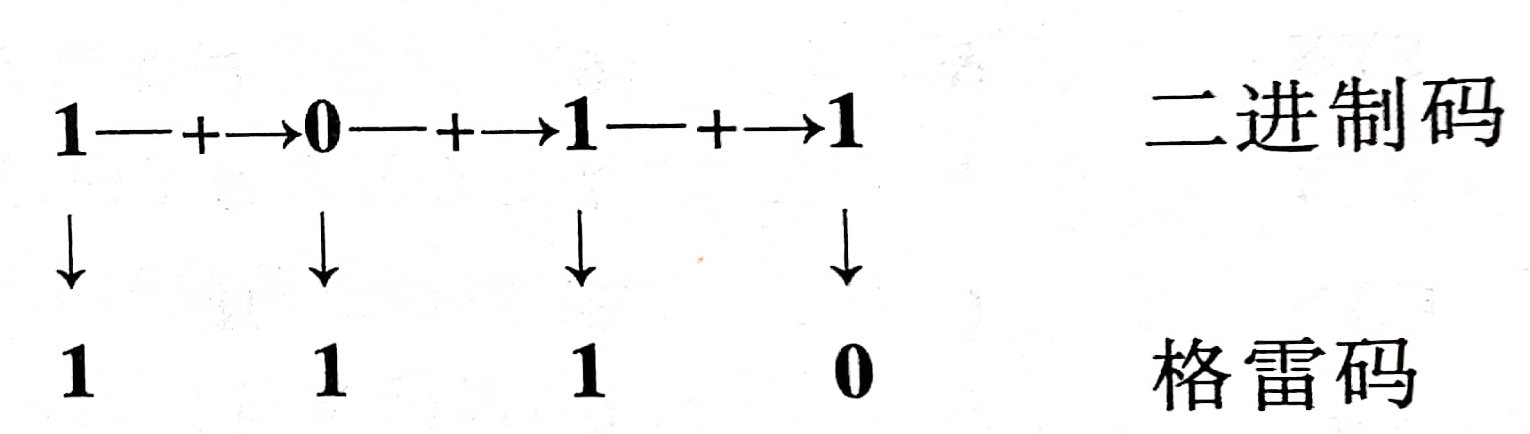 1—+→0—+→1—+→1 二进制码
↓ ↓ ↓ ↓
1 1 1 0 格雷码